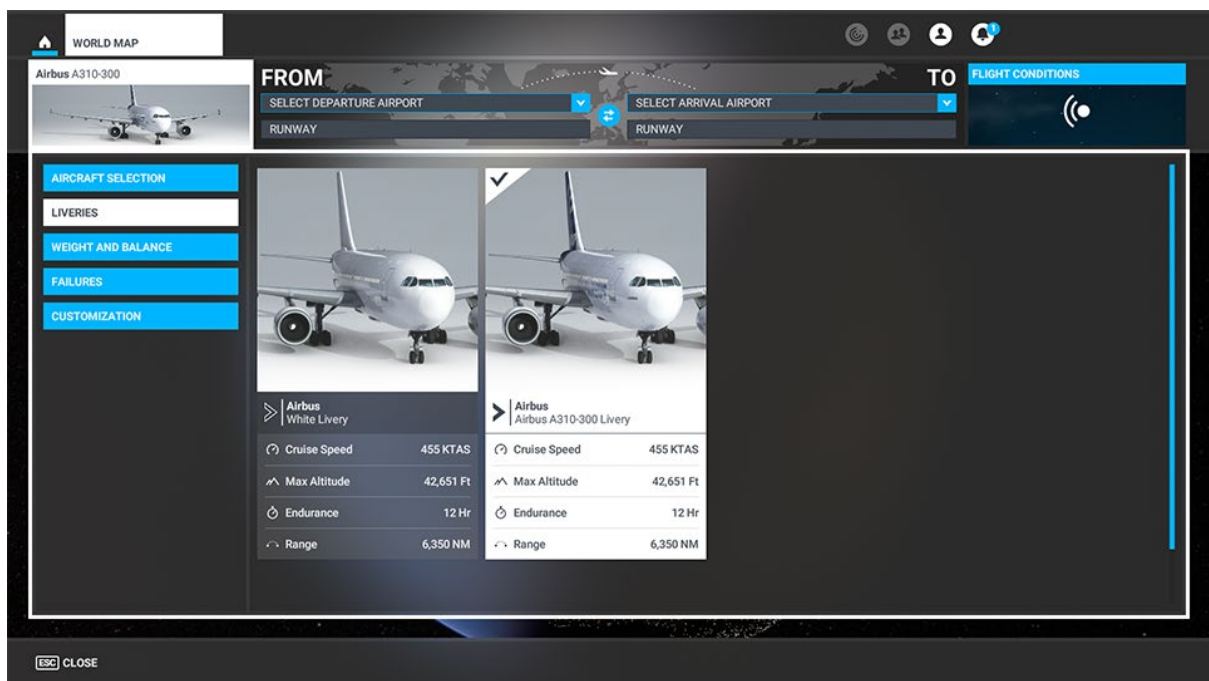 WORLD MAP
1
Airbus A310-300
FROM
TO
SELECT DEPARTURE AIRPORT
SELECT ARRIVAL AIRPORT
RUNWAY
RUNWAY
FLIGHT CONDITIONS
AIRCRAFT SELECTION
LIVERIES
WEIGHT AND BALANCE
FAILURES
CUSTOMIZATION
Airbus
White Livery
Cruise Speed 455 KTAS
Max Altitude 42,651 Ft
Endurance 12 Hr
Range 6,350 NM
Airbus
Airbus A310-300 Livery
Cruise Speed 455 KTAS
Max Altitude 42,651 Ft
Endurance 12 Hr
Range 6,350 NM
ESC CLOSE